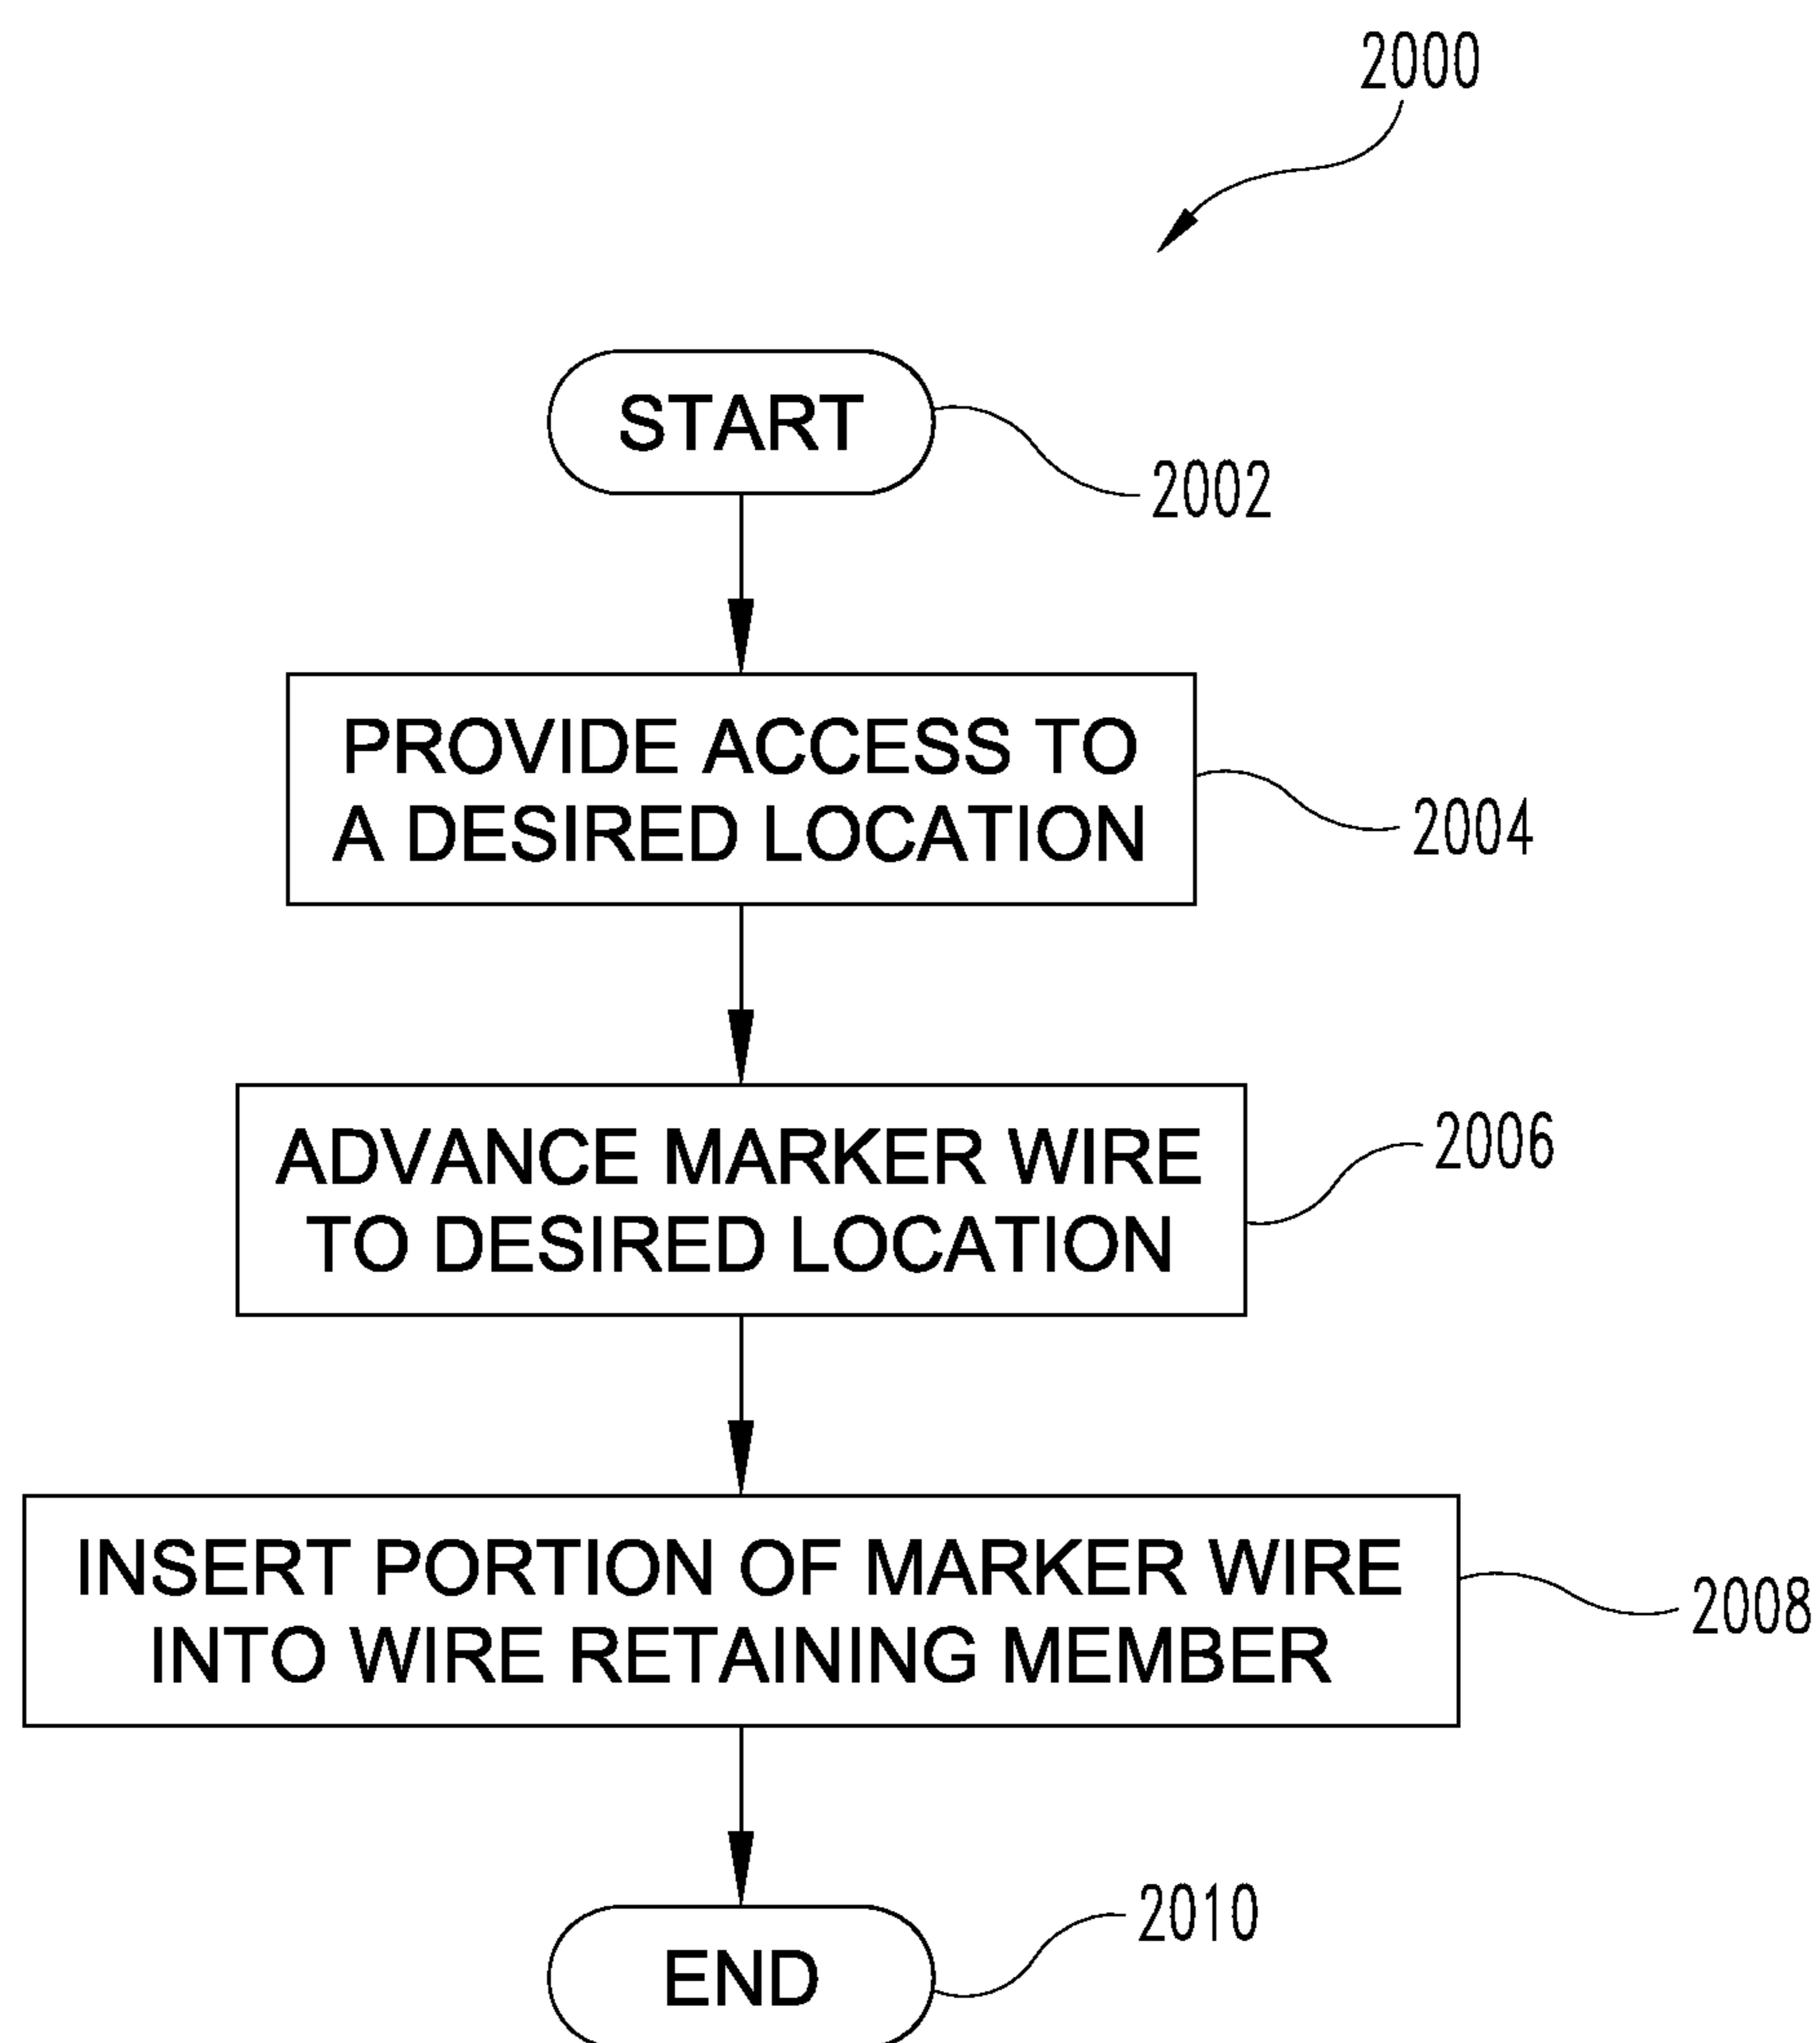 2000
START
2002
PROVIDE ACCESS TO
A DESIRED LOCATION
2004
ADVANCE MARKER WIRE
TO DESIRED LOCATION
2006
INSERT PORTION OF MARKER WIRE
INTO WIRE RETAINING MEMBER
2008
END
2010